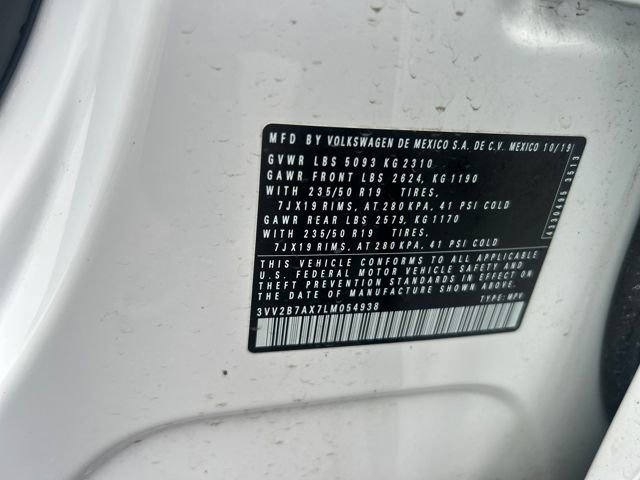 MFD BY VOLKSWAGEN DE MEXICO S.A. DE C.V. MEXICO 10/19
GVWR LBS 5093 KG 2310
GAWR FRONT LBS 2624, KG 1190
WITH 235/50 R19 TIRES,
7JX19 RIMS, AT 280 KPA, 41 PSI COLD
GAWR REAR LBS 2579, KG 1170
WITH 235/50 R19 TIRES,
7JX19 RIMS, AT 280 KPA, 41 PSI COLD
THIS VEHICLE CONFORMS TO ALL APPLICABLE
U.S. FEDERAL MOTOR VEHICLE SAFETY AND
THEFT PREVENTION STANDARDS IN EFFECT ON
THE DATE OF MANUFACTURE SHOWN ABOVE.
TYPE: MPV
3VV2B7AX7LM054938
4330495 3513